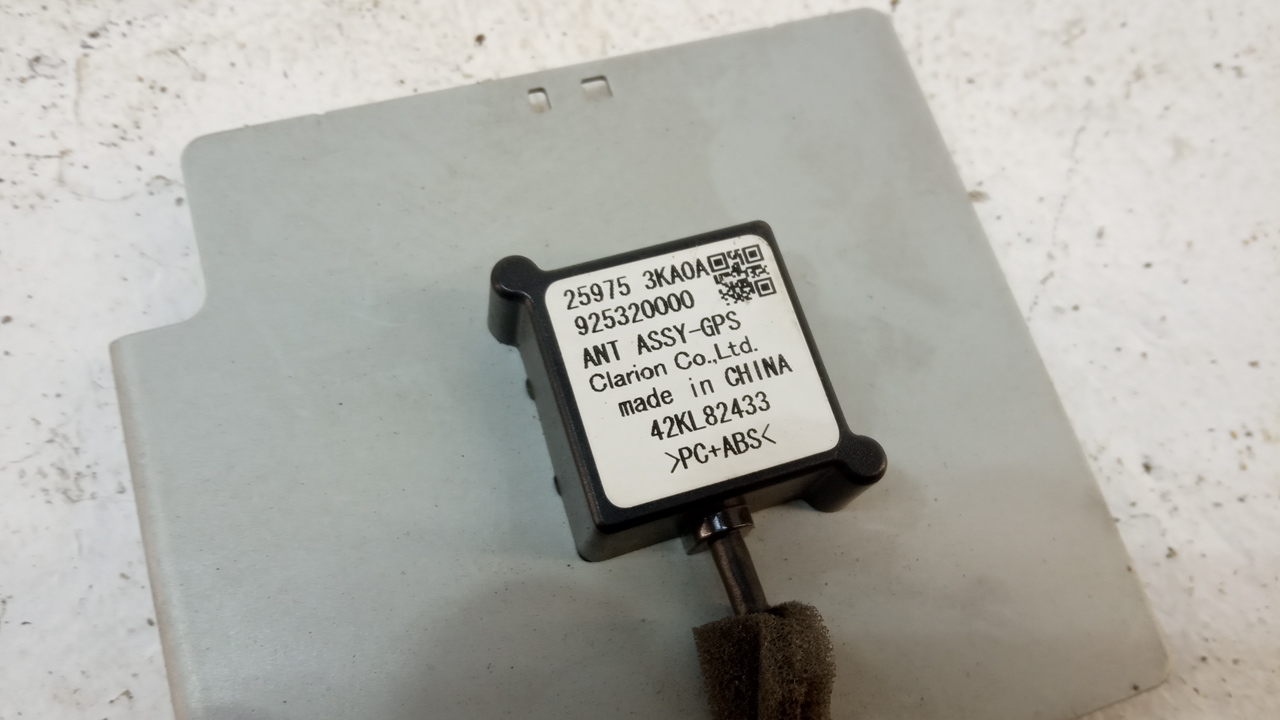 25975 3KA0A
925320000
ANT ASSY-GPS
Clarion Co.,Ltd.
made in CHINA
42KL82433
>PC+ABS<